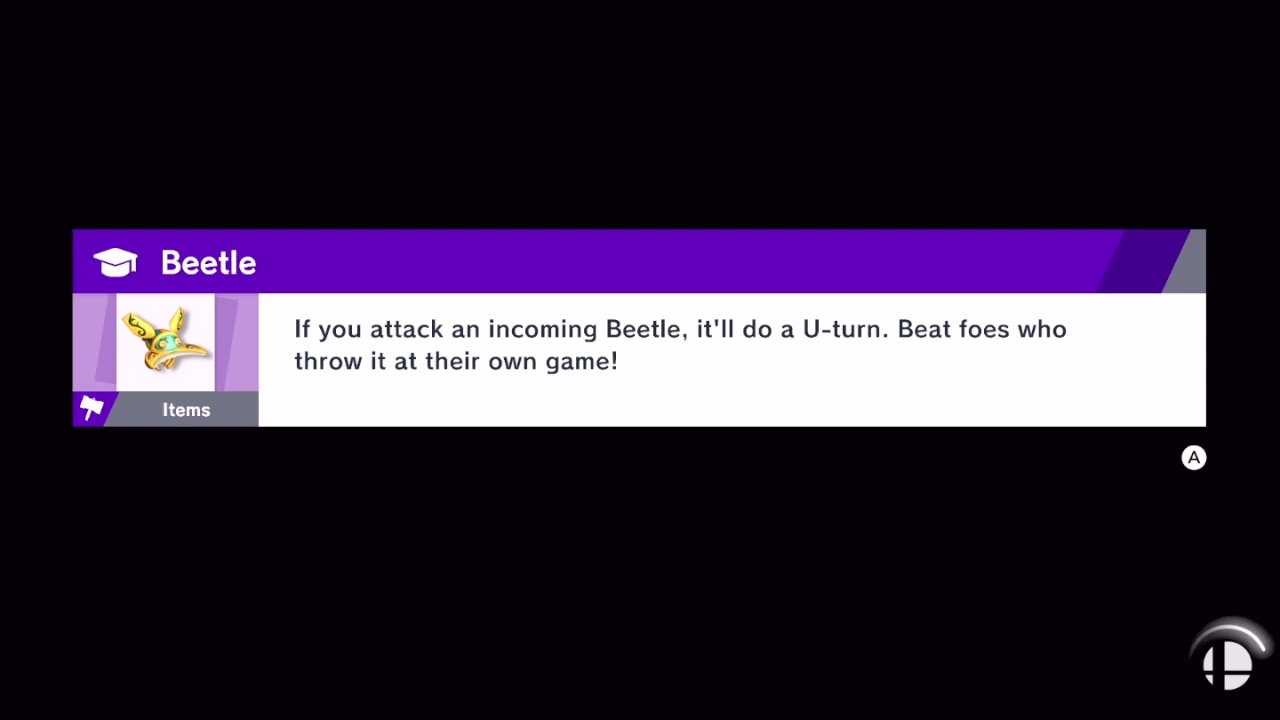 Beetle
If you attack an incoming Beetle, it'll do a U-turn. Beat foes who
throw it at their own game!
Items
A